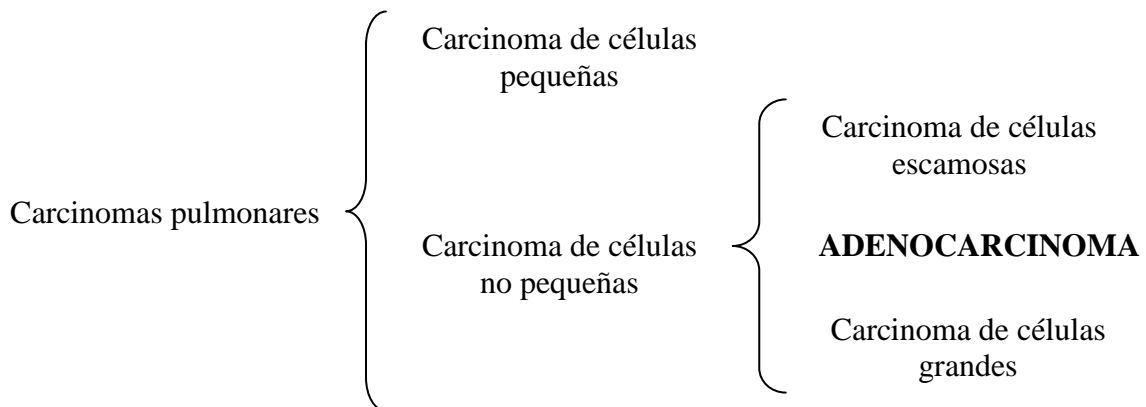 Carcinomas pulmonares
Carcinoma de células
pequeñas
Carcinoma de células
no pequeñas
Carcinoma de células
escamosas
ADENOCARCINOMA
Carcinoma de células
grandes